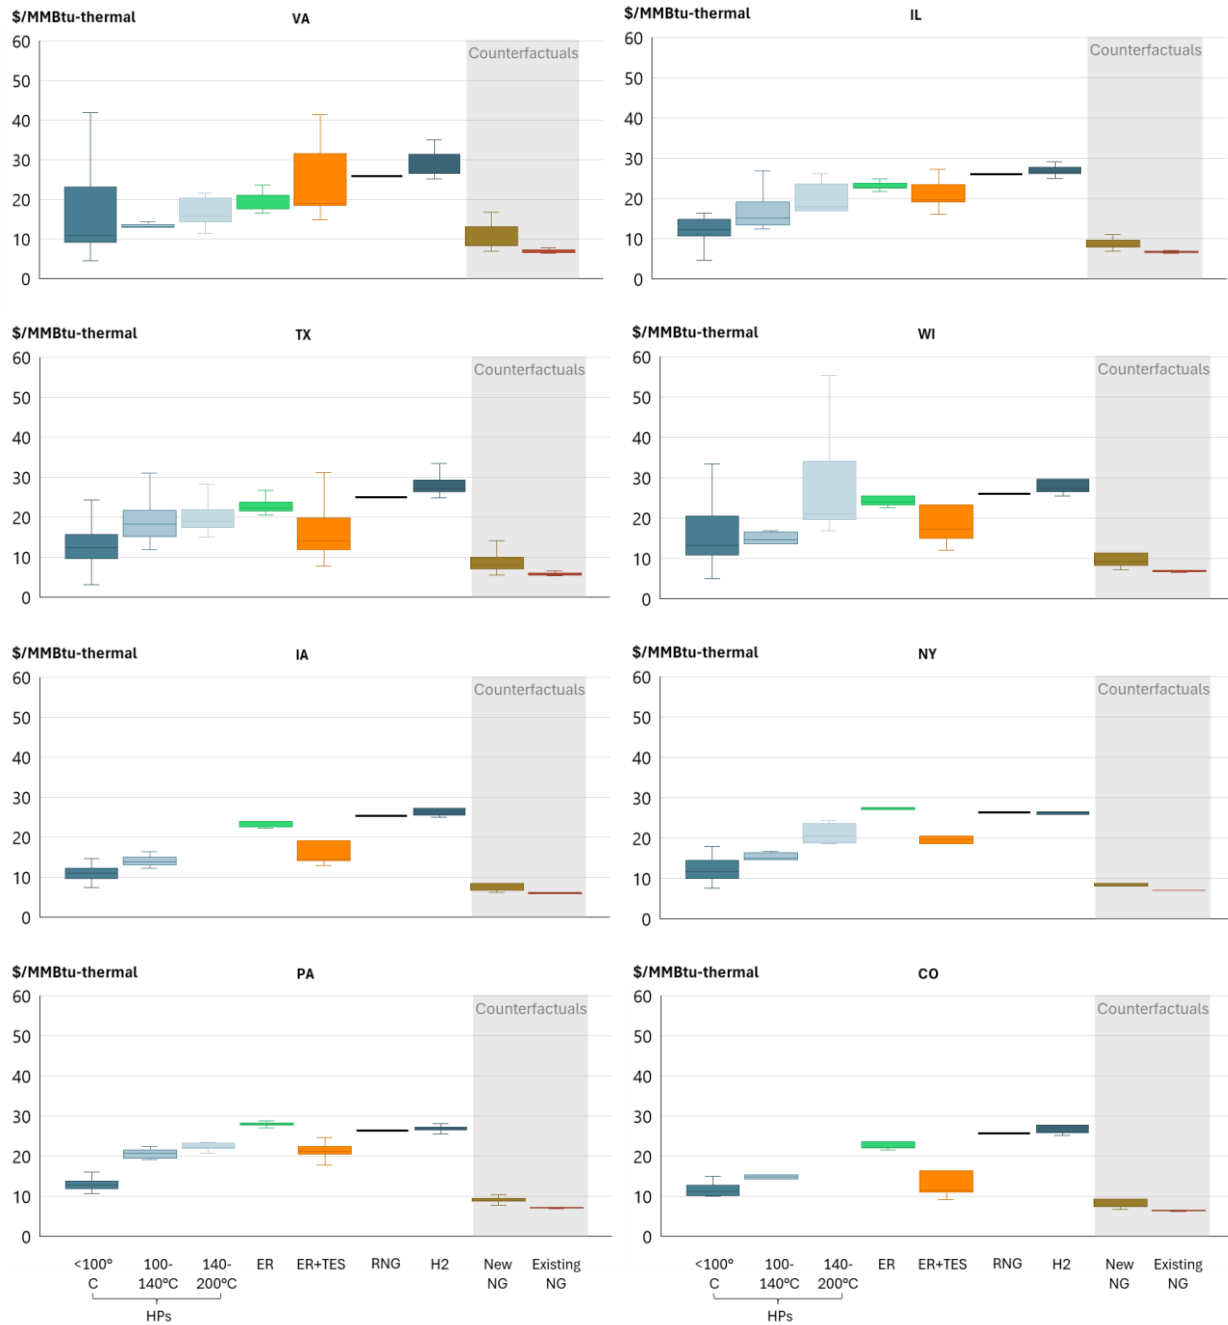 $/MMBtu-thermal VA
60
Counterfactuals
50
40
30
20
10
0
$/MMBtu-thermal IL
60
Counterfactuals
50
40
30
20
10
0
$/MMBtu-thermal TX
60
Counterfactuals
50
40
30
20
10
0
$/MMBtu-thermal WI
60
Counterfactuals
50
40
30
20
10
0
$/MMBtu-thermal IA
60
Counterfactuals
50
40
30
20
10
0
$/MMBtu-thermal NY
60
Counterfactuals
50
40
30
20
10
0
$/MMBtu-thermal PA
60
Counterfactuals
50
40
30
20
10
0
<100° 100- 140- ER ER+TES RNG H2 New Existing
C 140°C 200°C NG NG
HPs
$/MMBtu-thermal CO
60
Counterfactuals
50
40
30
20
10
0
<100° 100- 140- ER ER+TES RNG H2 New Existing
C 140°C 200°C NG NG
HPs